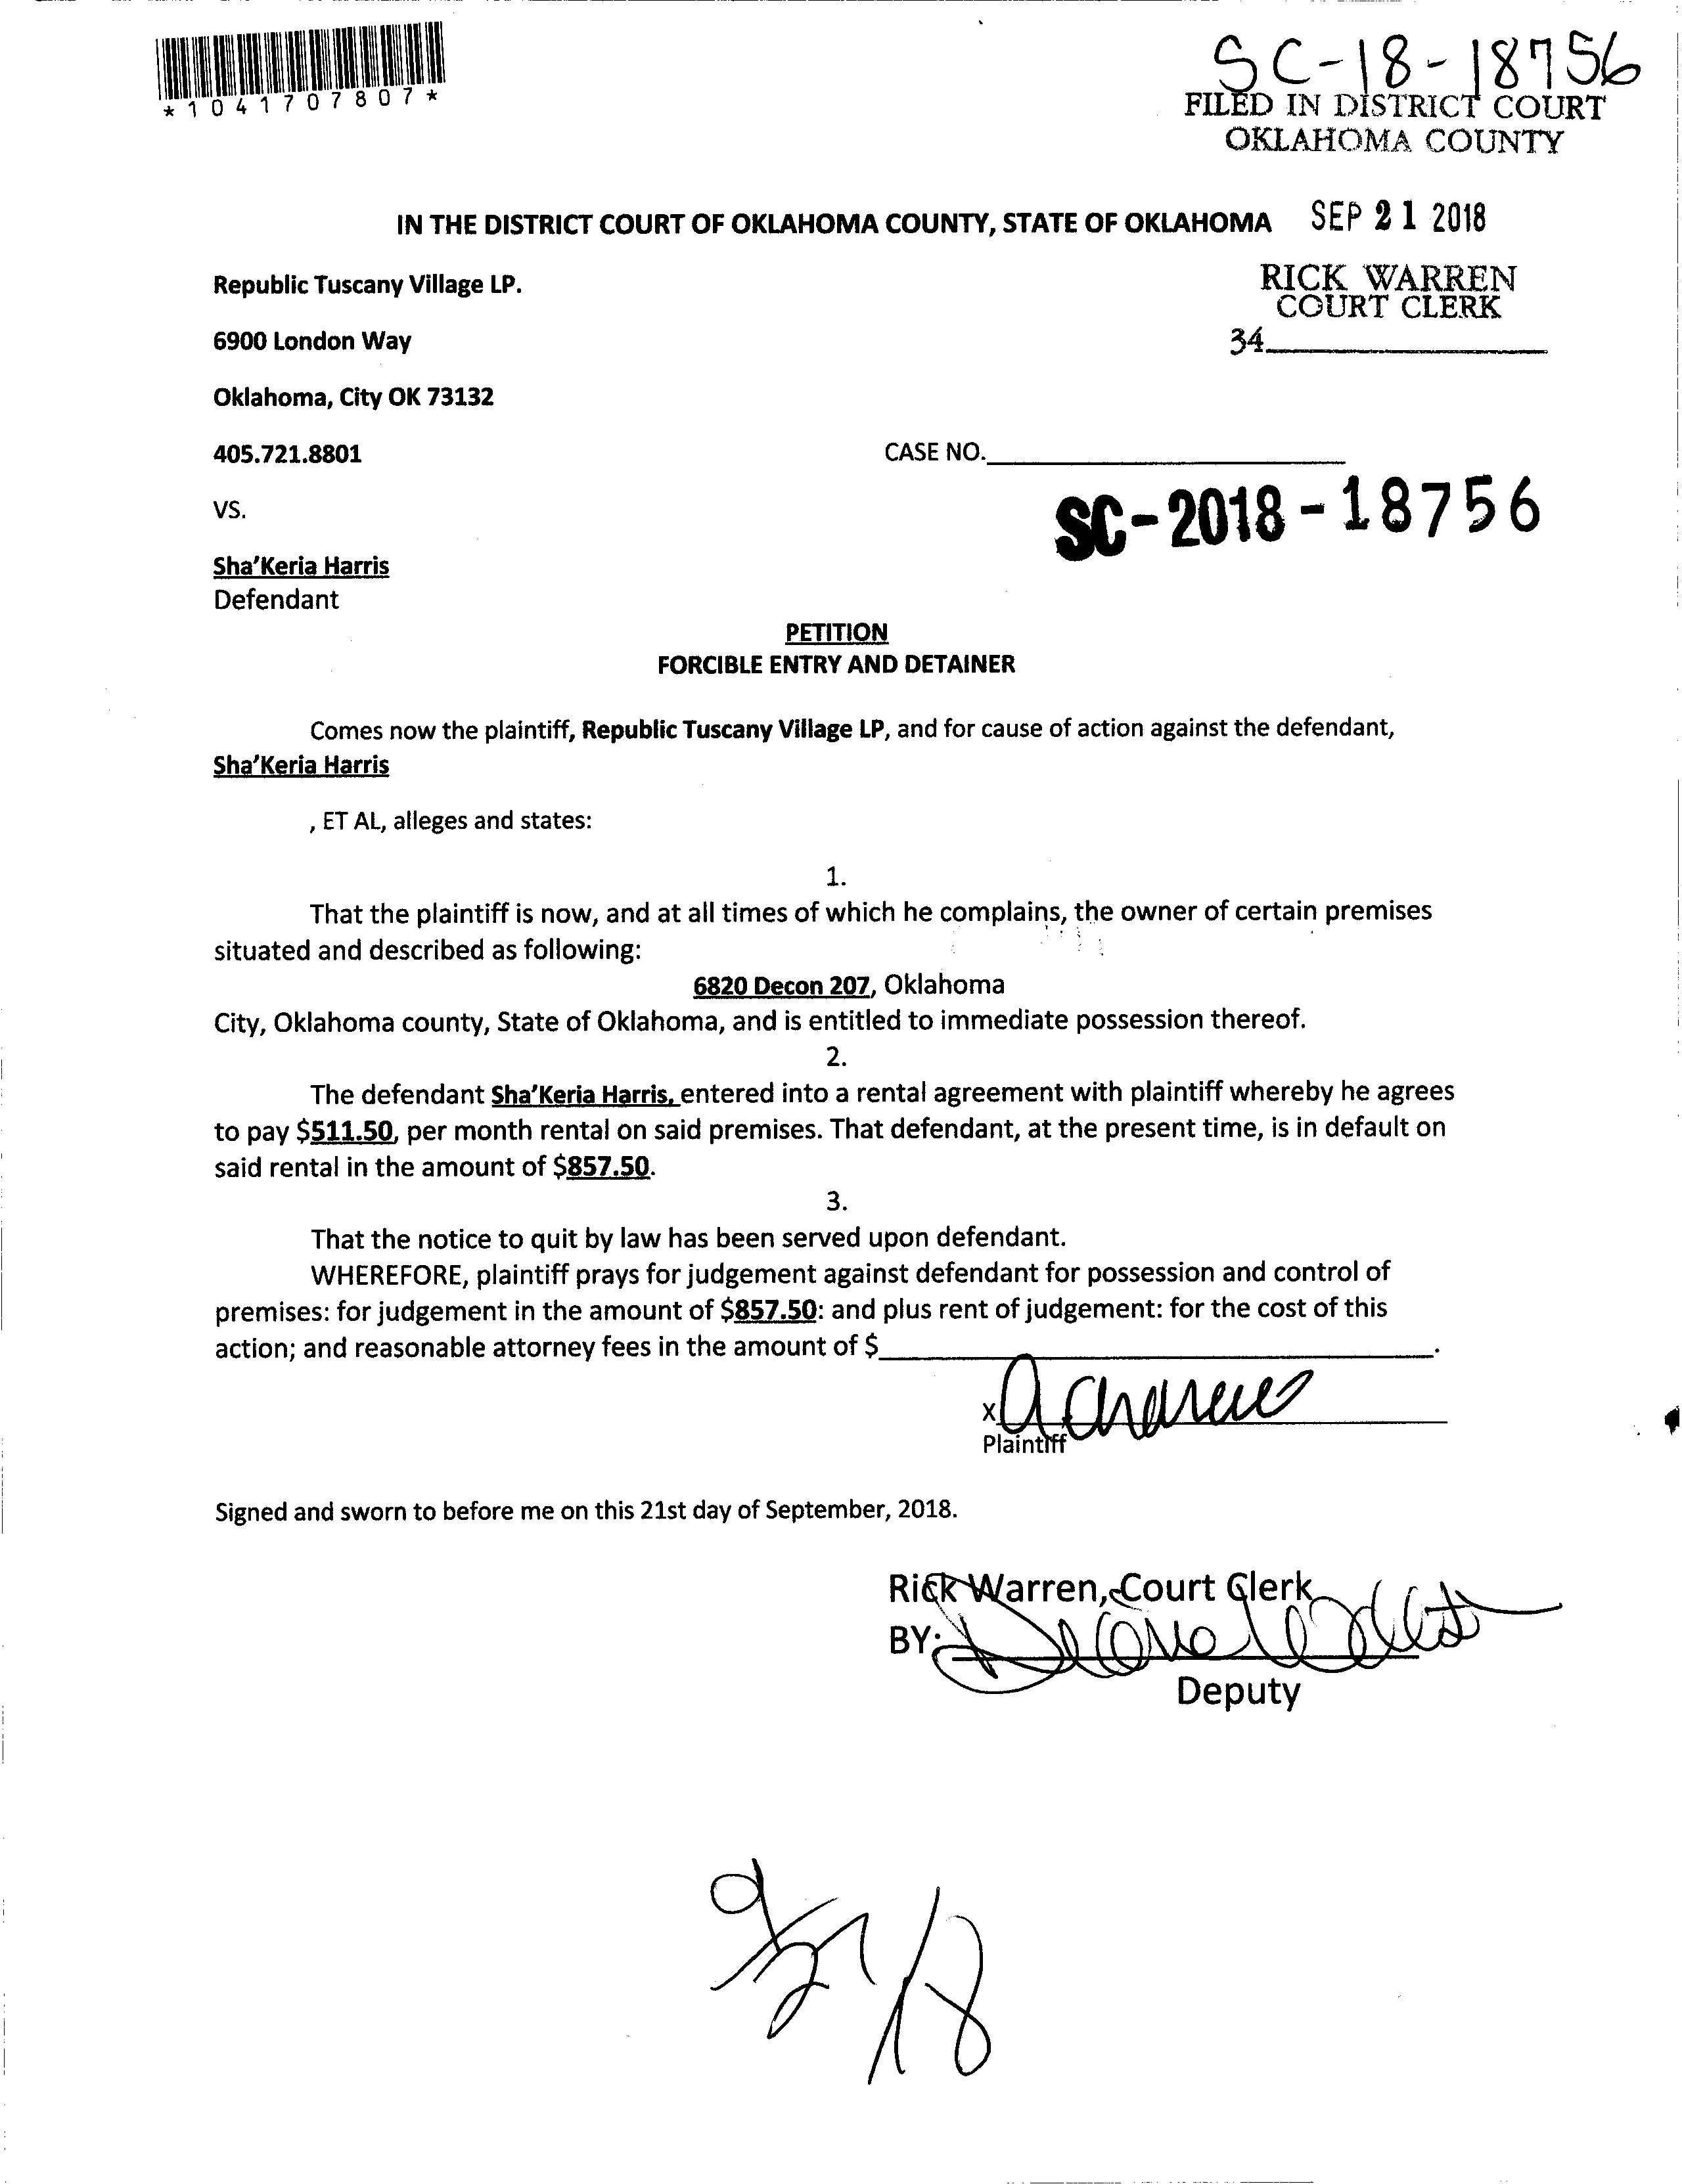 *1041707807*
SC-18-18756
FILED IN DISTRICT COURT
OKLAHOMA COUNTY
IN THE DISTRICT COURT OF OKLAHOMA COUNTY, STATE OF OKLAHOMA
SEP 21 2018
Republic Tuscany Village LP.
RICK WARREN
COURT CLERK
6900 London Way
34
Oklahoma, City OK 73132
405.721.8801
CASE NO.
VS.
SC-2018-18756
Sha'Keria Harris
Defendant
PETITION
FORCIBLE ENTRY AND DETAINER
Comes now the plaintiff, Republic Tuscany Village LP, and for cause of action against the defendant,
Sha'Keria Harris
, ET AL, alleges and states:
1.
That the plaintiff is now, and at all times of which he complains, the owner of certain premises
situated and described as following:
6820 Decon 207, Oklahoma
City, Oklahoma county, State of Oklahoma, and is entitled to immediate possession thereof.
2.
The defendant Sha'Keria Harris, entered into a rental agreement with plaintiff whereby he agrees
to pay $511.50, per month rental on said premises. That defendant, at the present time, is in default on
said rental in the amount of $857.50.
3.
That the notice to quit by law has been served upon defendant.
WHEREFORE, plaintiff prays for judgement against defendant for possession and control of
premises: for judgement in the amount of $857.50: and plus rent of judgement: for the cost of this
action; and reasonable attorney fees in the amount of $.
X
Plaintiff
Signed and sworn to before me on this 21st day of September, 2018.
Rick Warren, Court Clerk
BY:
Deputy